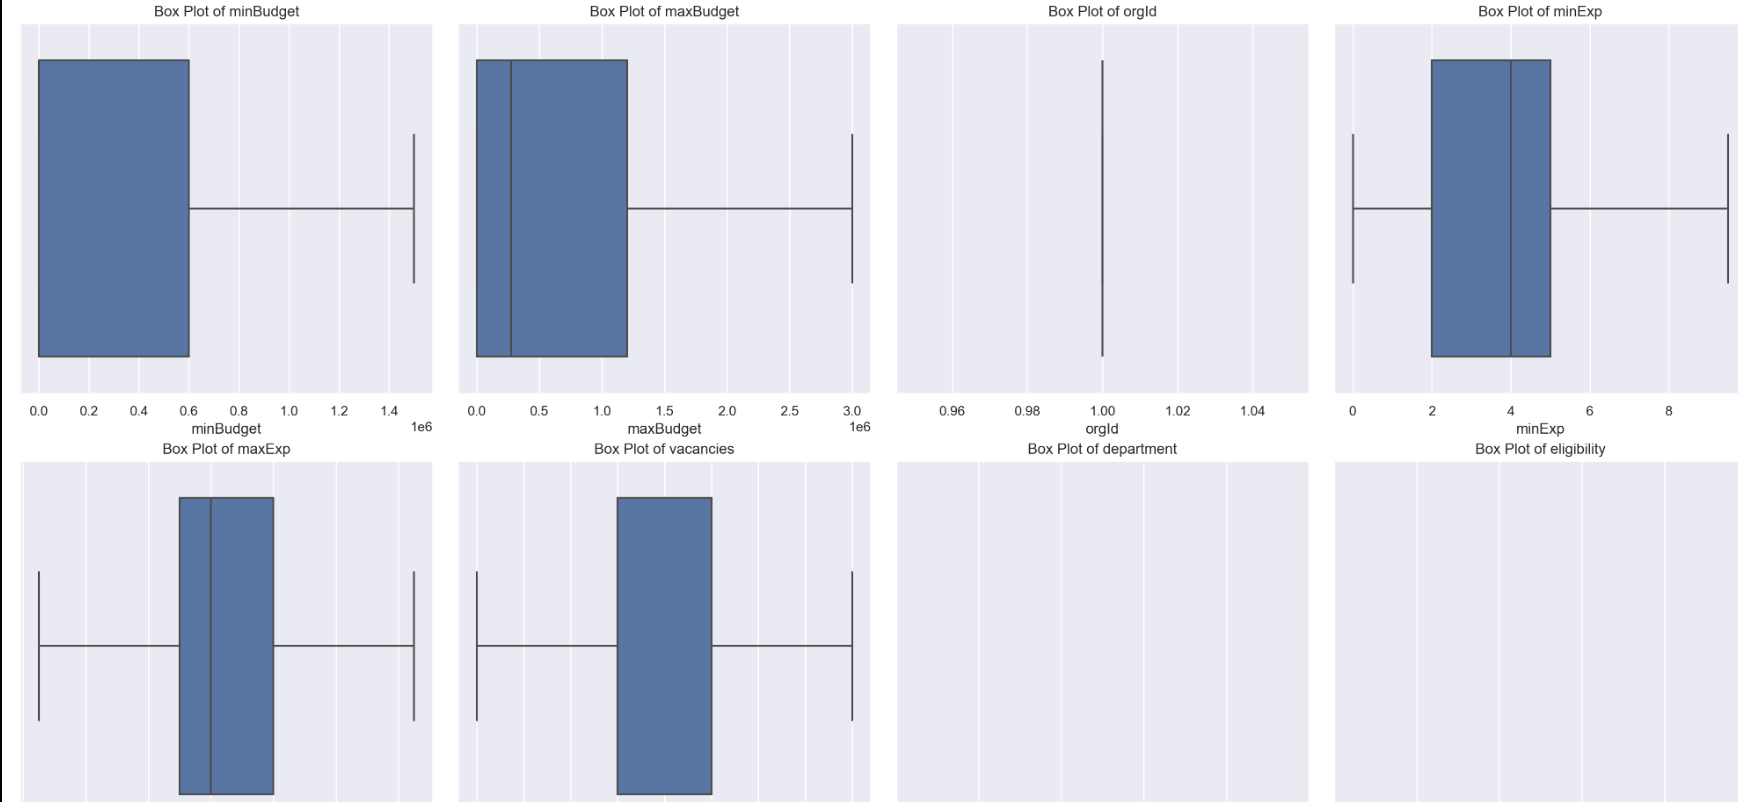 Box Plot of minBudget
Box Plot of maxBudget
Box Plot of orgId
Box Plot of minExp
0.0 0.2 0.4 0.6 0.8 1.0 1.2 1.4
1e6
minBudget
0.0 0.5 1.0 1.5 2.0 2.5 3.0
1e6
maxBudget
0.96 0.98 1.00 1.02 1.04
orgId
0 2 4 6 8
minExp
Box Plot of maxExp
Box Plot of vacancies
Box Plot of department
Box Plot of eligibility